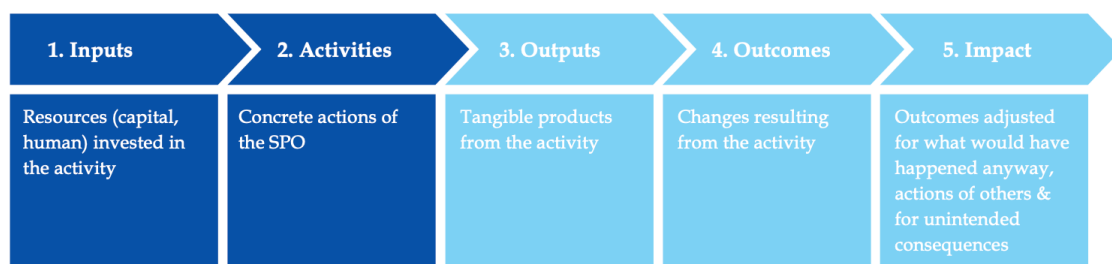 1. Inputs
2. Activities
3. Outputs
4. Outcomes
5. Impact
Resources (capital,
human) invested in
the activity
Concrete actions of
the SPO
Tangible products
from the activity
Changes resulting
from the activity
Outcomes adjusted
for what would have
happened anyway,
actions of others &
for unintended
consequences